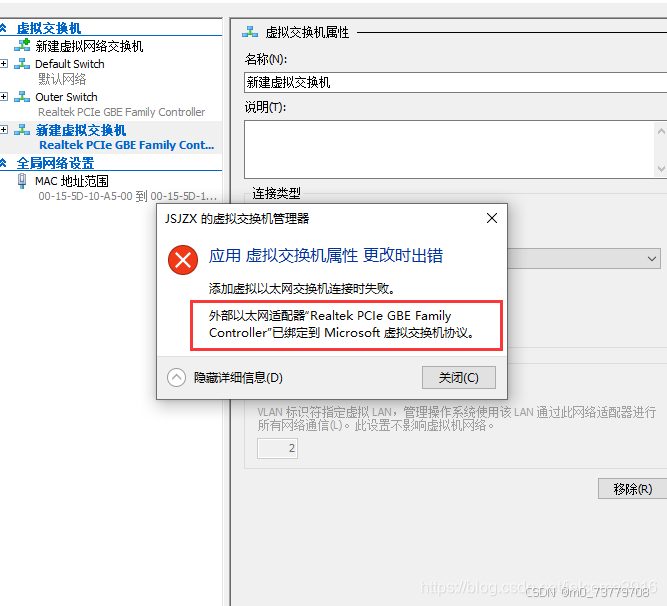 虚拟交换机
新建虚拟网络交换机
Default Switch
默认网络
Outer Switch
Realtek PCIe GBE Family Controller
新建虚拟交换机
Realtek PCIe GBE Family Cont...
全局网络设置
MAC 地址范围
00-15-5D-10-A5-00 到 00-15-5D-1...
虚拟交换机属性
名称(N):
新建虚拟交换机
说明(T):
连接类型
JSJZX 的虚拟交换机管理器
应用 虚拟交换机属性 更改时出错
添加虚拟以太网交换机连接时失败。
外部以太网适配器“Realtek PCIe GBE Family
Controller”已绑定到 Microsoft 虚拟交换机协议。
隐藏详细信息(D)
关闭(C)
VLAN 标识符指定虚拟 LAN，管理操作系统使用该 LAN 通过此网络适配器进行
所有网络通信(L)。此设置不影响虚拟机网络。
2
移除(R)
CSDN @m0_73779708